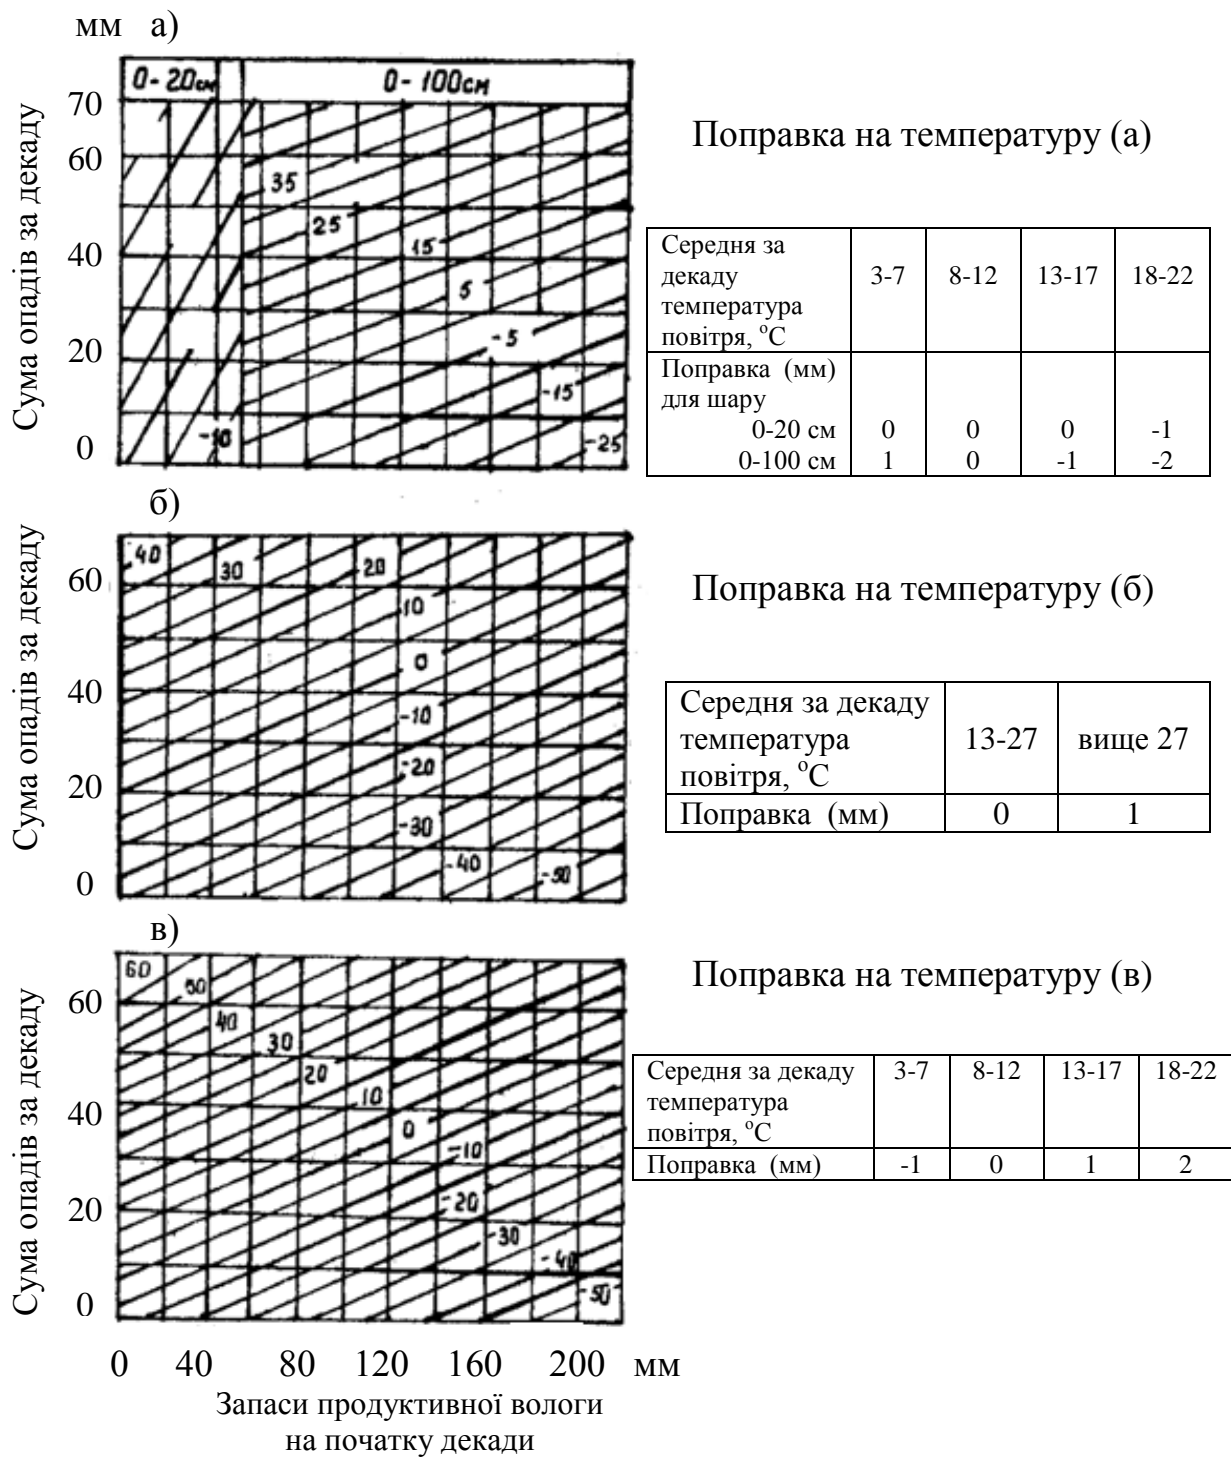 мм а)
0-20см
0-100см
70
60
40
20
0
Сума опадів за декаду
35
25
15
5
-5
-15
-10
-25
Поправка на температуру (а)
Середня за декаду температура повітря, °С
3-7
8-12
13-17
18-22
Поправка (мм) для шару
0-20 см 0 0 0 -1
0-100 см 1 0 -1 -2
б)
Сума опадів за декаду
60
40
20
0
40
30
20
10
0
-10
-20
-30
-40
-50
Поправка на температуру (б)
Середня за декаду
температура
повітря, °С
13-27
вище 27
Поправка (мм) 0 1
в)
Сума опадів за декаду
60
40
20
0
60
50
40
30
20
10
0
-10
-20
-30
-40
-50
Поправка на температуру (в)
Середня за декаду 3-7 8-12 13-17 18-22
температура
повітря, °С
Поправка (мм) -1 0 1 2
0 40 80 120 160 200 мм
Запаси продуктивної вологи
на початку декади